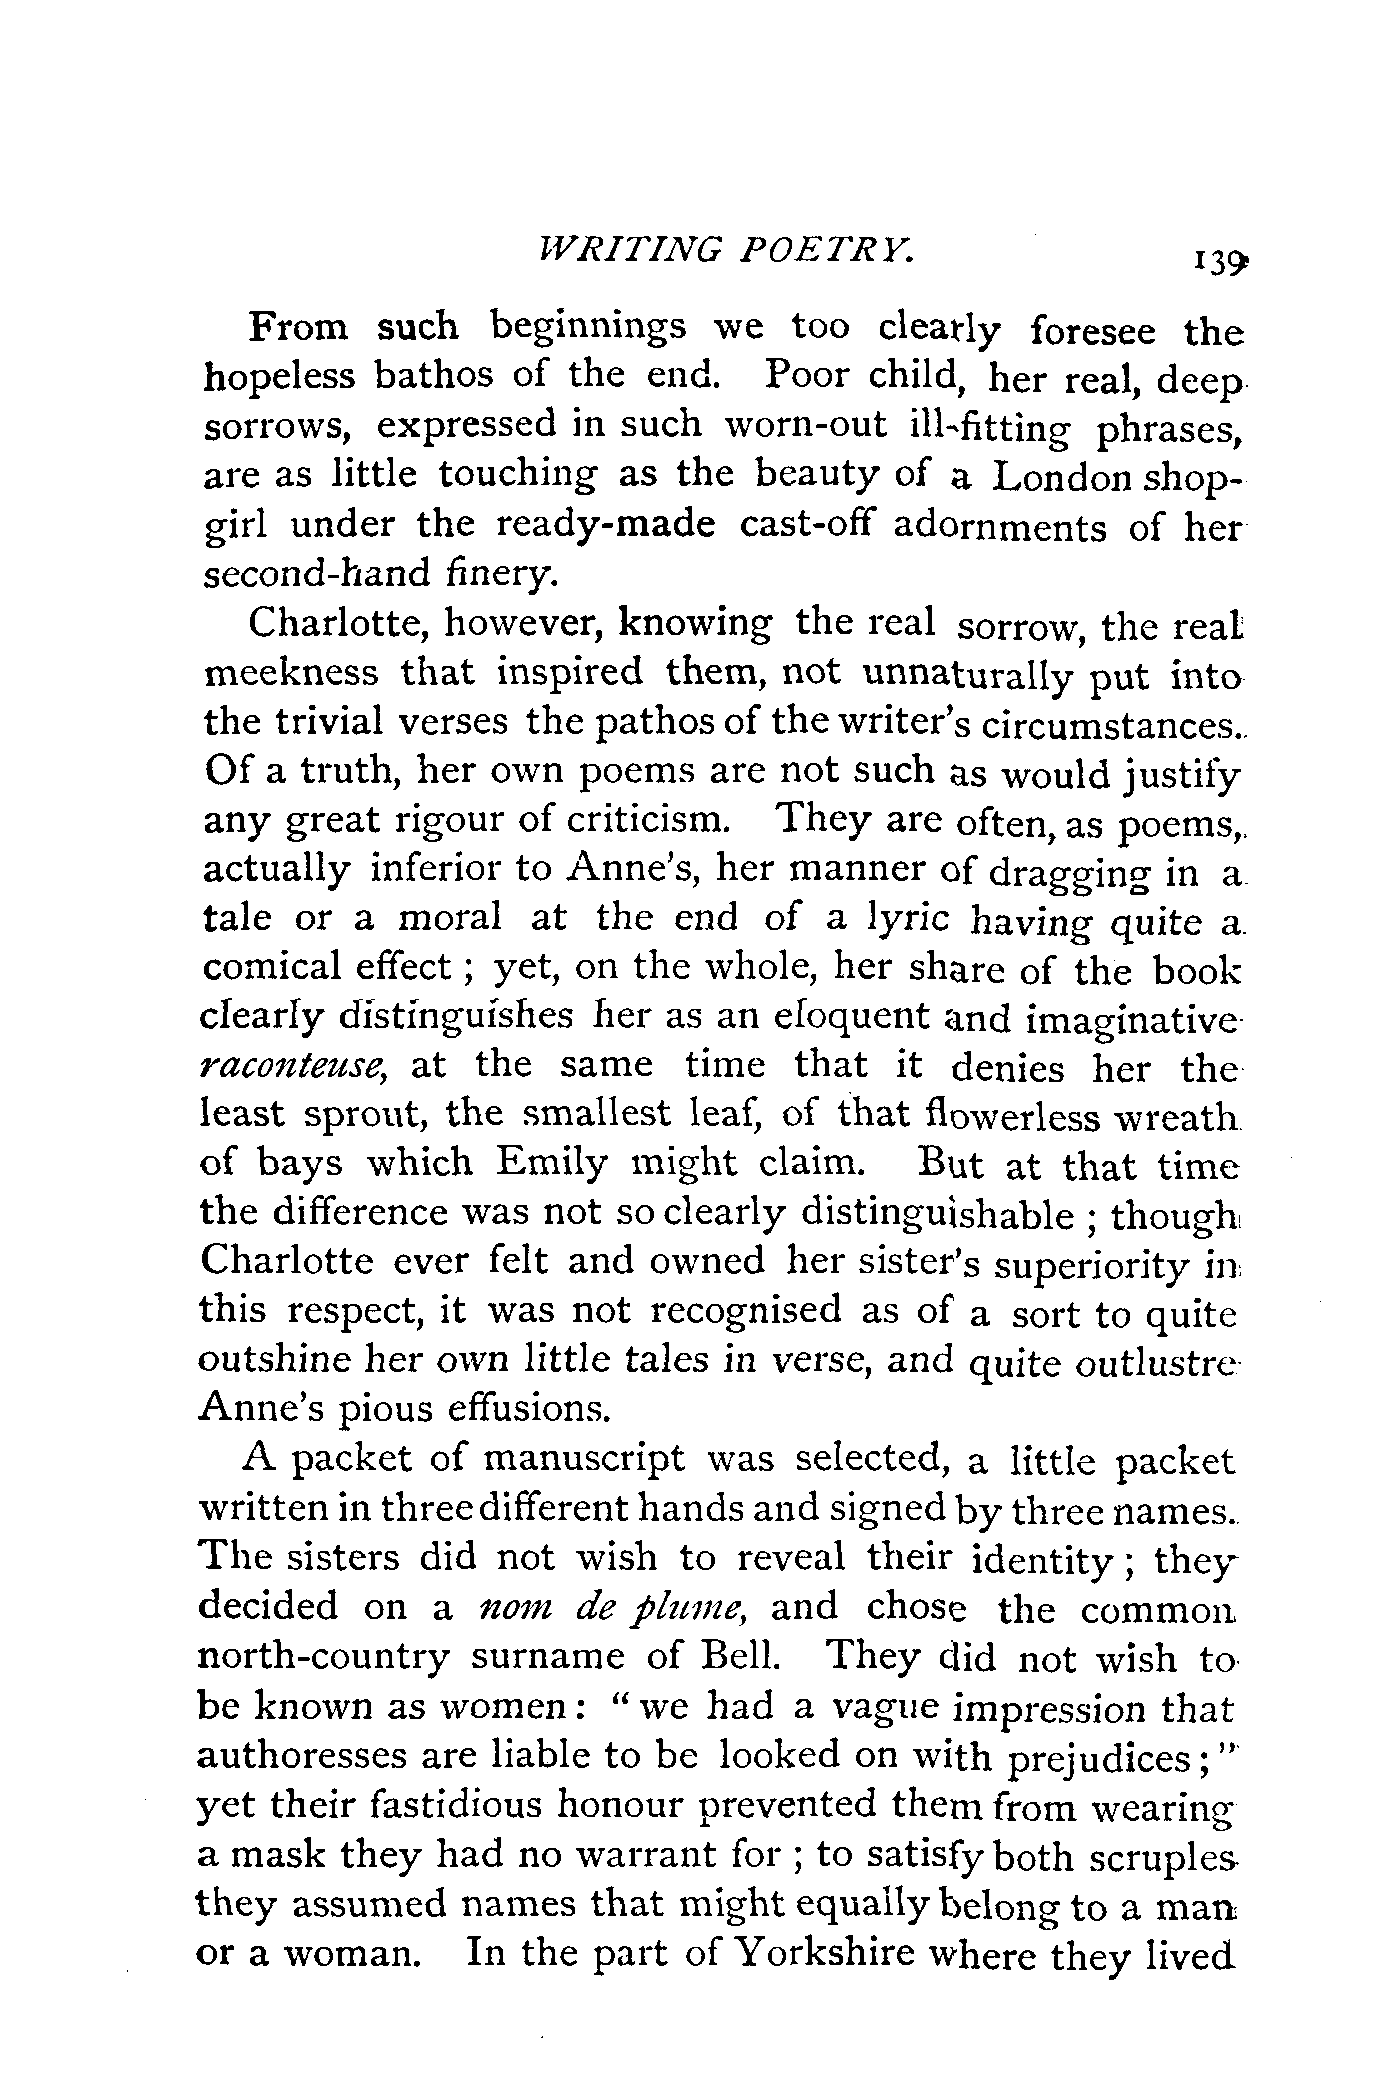 WRITING POETRY. 139
From such beginnings we too clearly foresee the
hopeless bathos of the end. Poor child, her real, deep
sorrows, expressed in such worn-out ill-fitting phrases,
are as little touching as the beauty of a London shop-
girl under the ready-made cast-off adornments of her
second-hand finery.
Charlotte, however, knowing the real sorrow, the real
meekness that inspired them, not unnaturally put into
the trivial verses the pathos of the writer's circumstances.
Of a truth, her own poems are not such as would justify
any great rigour of criticism. They are often, as poems,
actually inferior to Anne's, her manner of dragging in a
tale or a moral at the end of a lyric having quite a
comical effect ; yet, on the whole, her share of the book
clearly distinguishes her as an eloquent and imaginative
raconteuse, at the same time that it denies her the
least sprout, the smallest leaf, of that flowerless wreath
of bays which Emily might claim. But at that time
the difference was not so clearly distinguishable ; though
Charlotte ever felt and owned her sister's superiority in
this respect, it was not recognised as of a sort to quite
outshine her own little tales in verse, and quite outlustre
Anne's pious effusions.
A packet of manuscript was selected, a little packet
written in three different hands and signed by three names.
The sisters did not wish to reveal their identity ; they
decided on a nom de plume, and chose the common
north-country surname of Bell. They did not wish to
be known as women : "we had a vague impression that
authoresses are liable to be looked on with prejudices ; "
yet their fastidious honour prevented them from wearing
a mask they had no warrant for ; to satisfy both scruples
they assumed names that might equally belong to a man
or a woman. In the part of Yorkshire where they lived